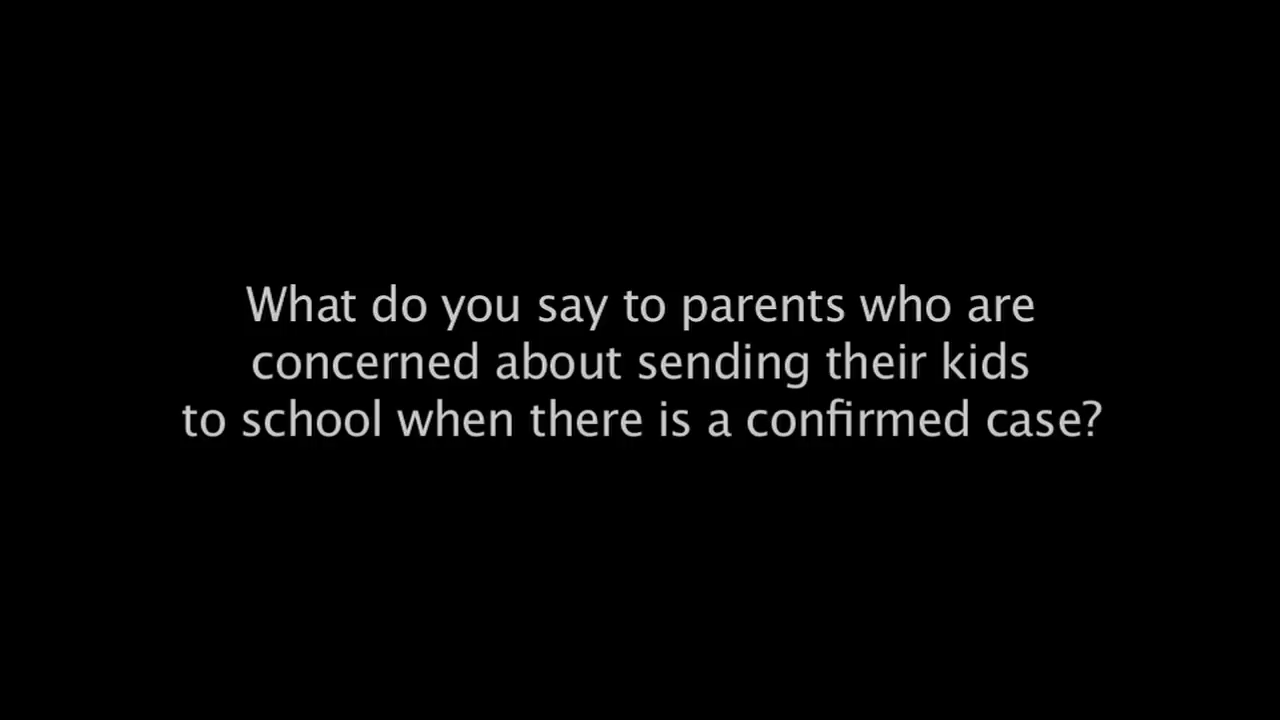 What do you say to parents who are
concerned about sending their kids
to school when there is a confirmed case?